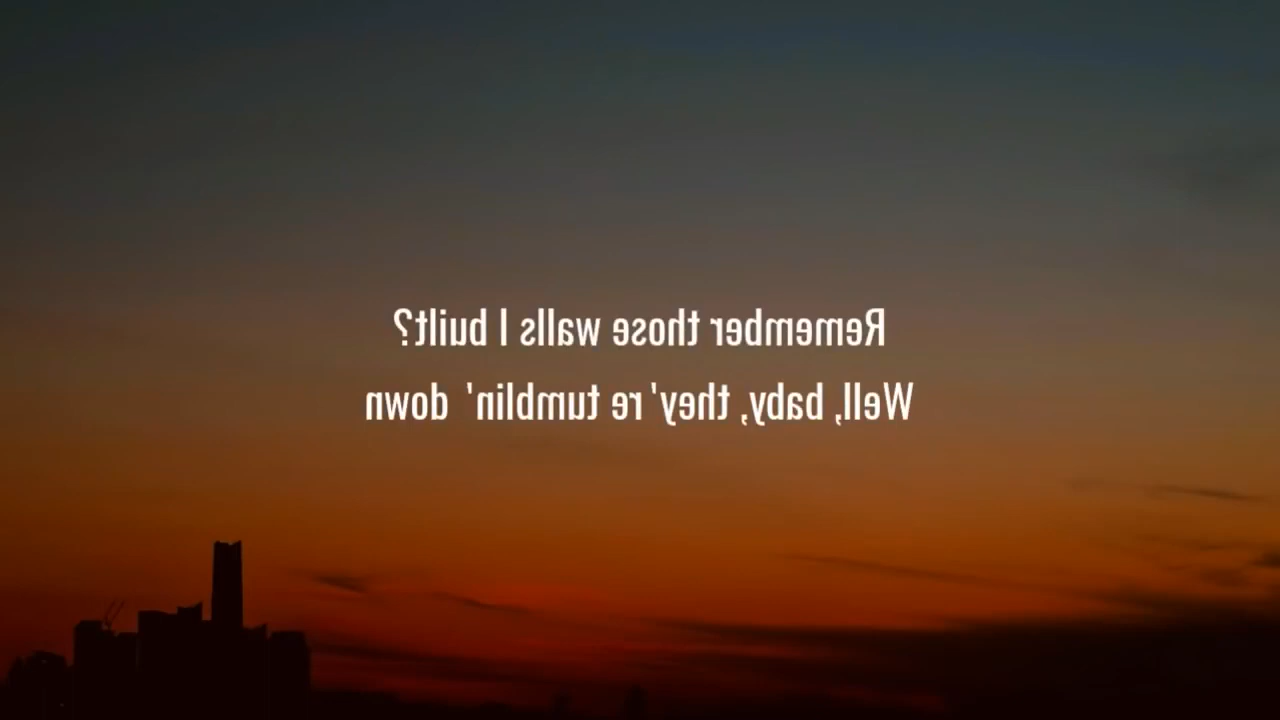 Remember those walls I built?
Well, baby, they're tumblin' down